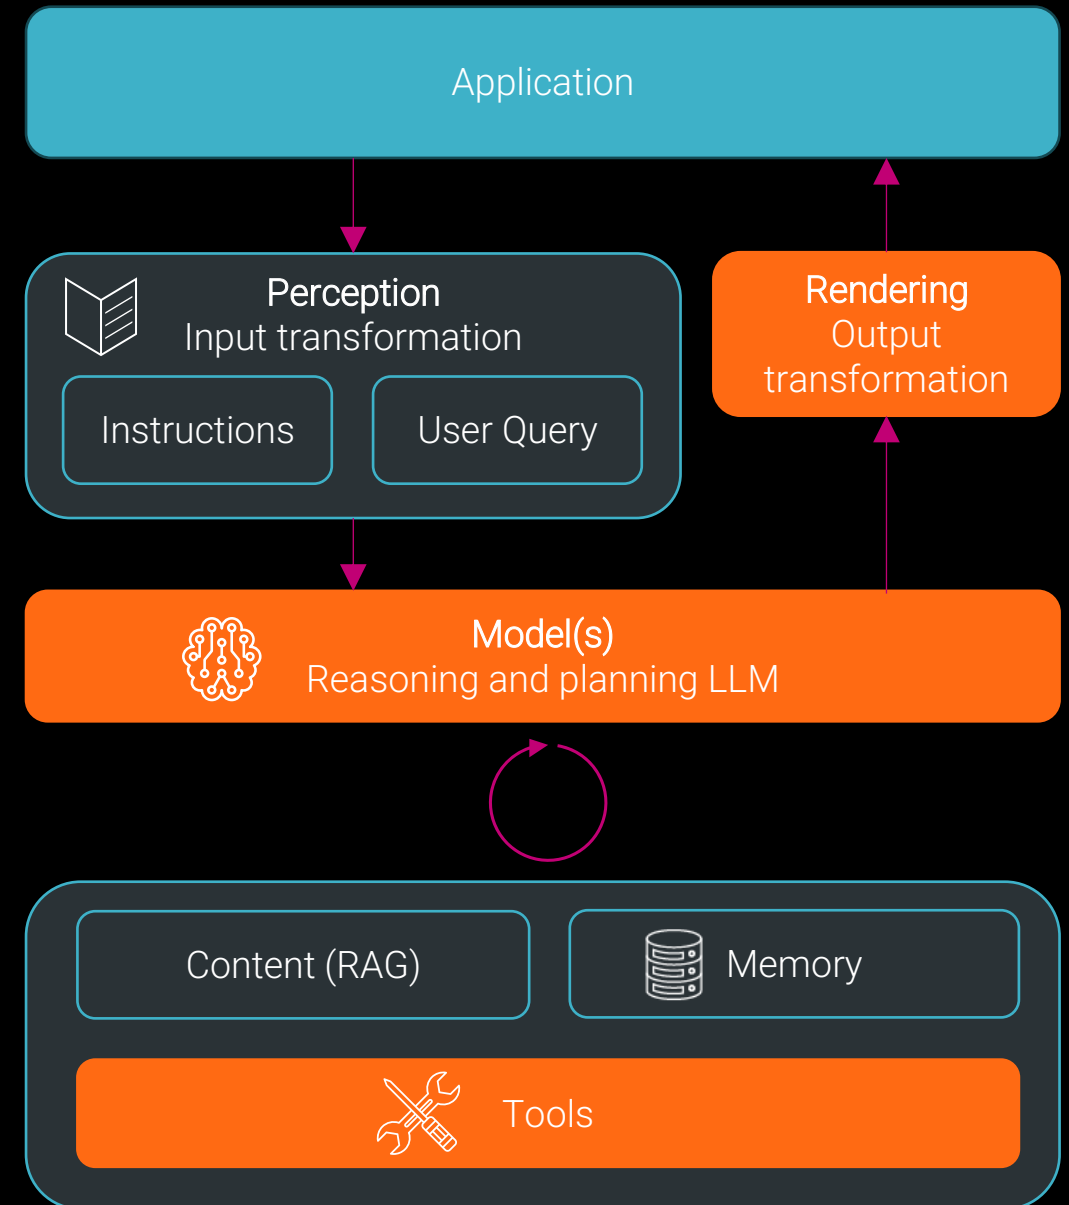 Application
Perception
Input transformation
Instructions
User Query
Rendering
Output
transformation
Model(s)
Reasoning and planning LLM
Content (RAG)
Memory
Tools